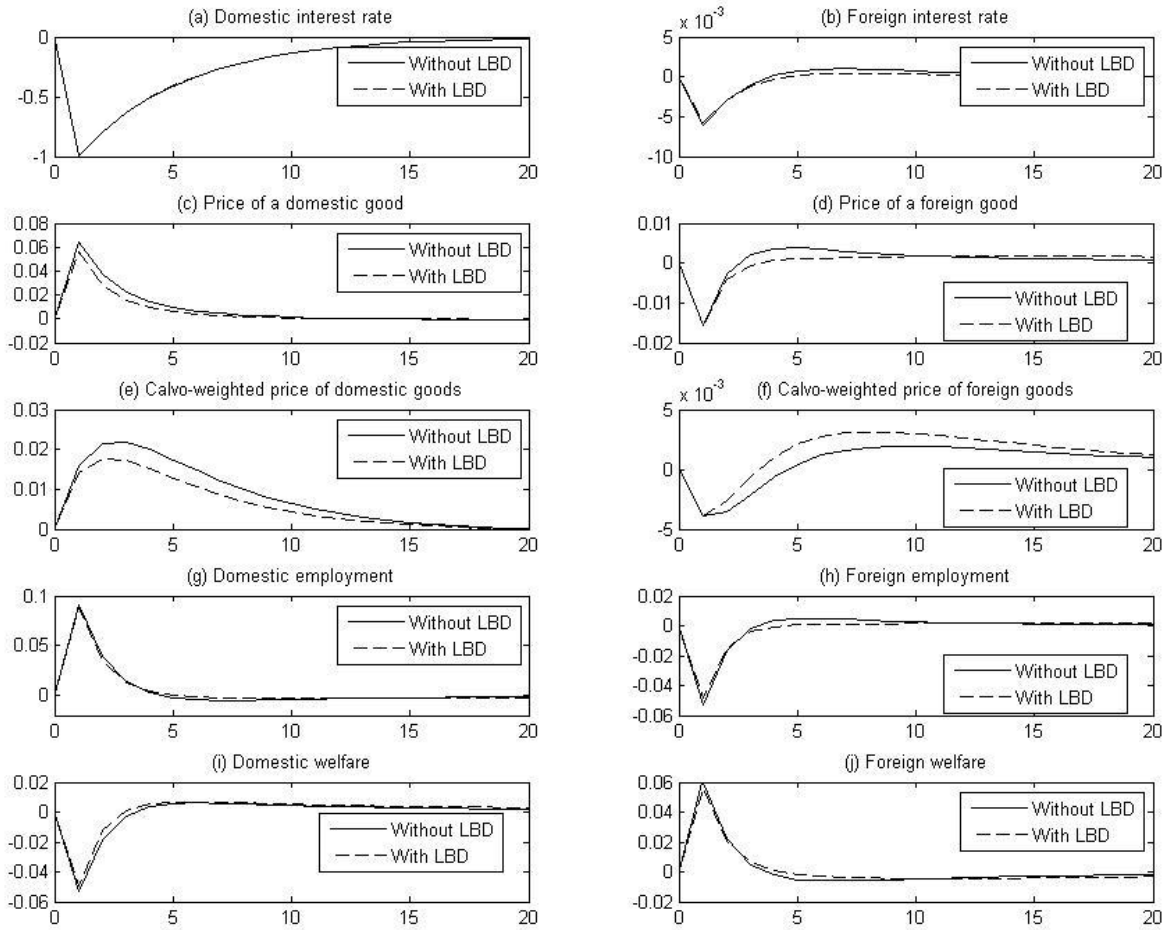 (a) Domestic interest rate
0
-0.5
-1
Without LBD
With LBD
0 5 10 15 20
(b) Foreign interest rate
x 10⁻³
5
0
-5
-10
Without LBD
With LBD
0 5 10 15 20
(c) Price of a domestic good
0.08
0.06
0.04
0.02
0
-0.02
Without LBD
With LBD
0 5 10 15 20
(d) Price of a foreign good
0.01
0
-0.01
-0.02
Without LBD
With LBD
0 5 10 15 20
(e) Calvo-weighted price of domestic goods
0.03
0.02
0.01
0
Without LBD
With LBD
0 5 10 15 20
(f) Calvo-weighted price of foreign goods
x 10⁻³
5
0
-5
Without LBD
With LBD
0 5 10 15 20
(g) Domestic employment
0.1
0.05
0
Without LBD
With LBD
0 5 10 15 20
(h) Foreign employment
0.02
0
-0.02
-0.04
-0.06
Without LBD
With LBD
0 5 10 15 20
(i) Domestic welfare
0.02
0
-0.02
-0.04
-0.06
Without LBD
With LBD
0 5 10 15 20
(j) Foreign welfare
0.06
0.04
0.02
0
-0.02
Without LBD
With LBD
0 5 10 15 20